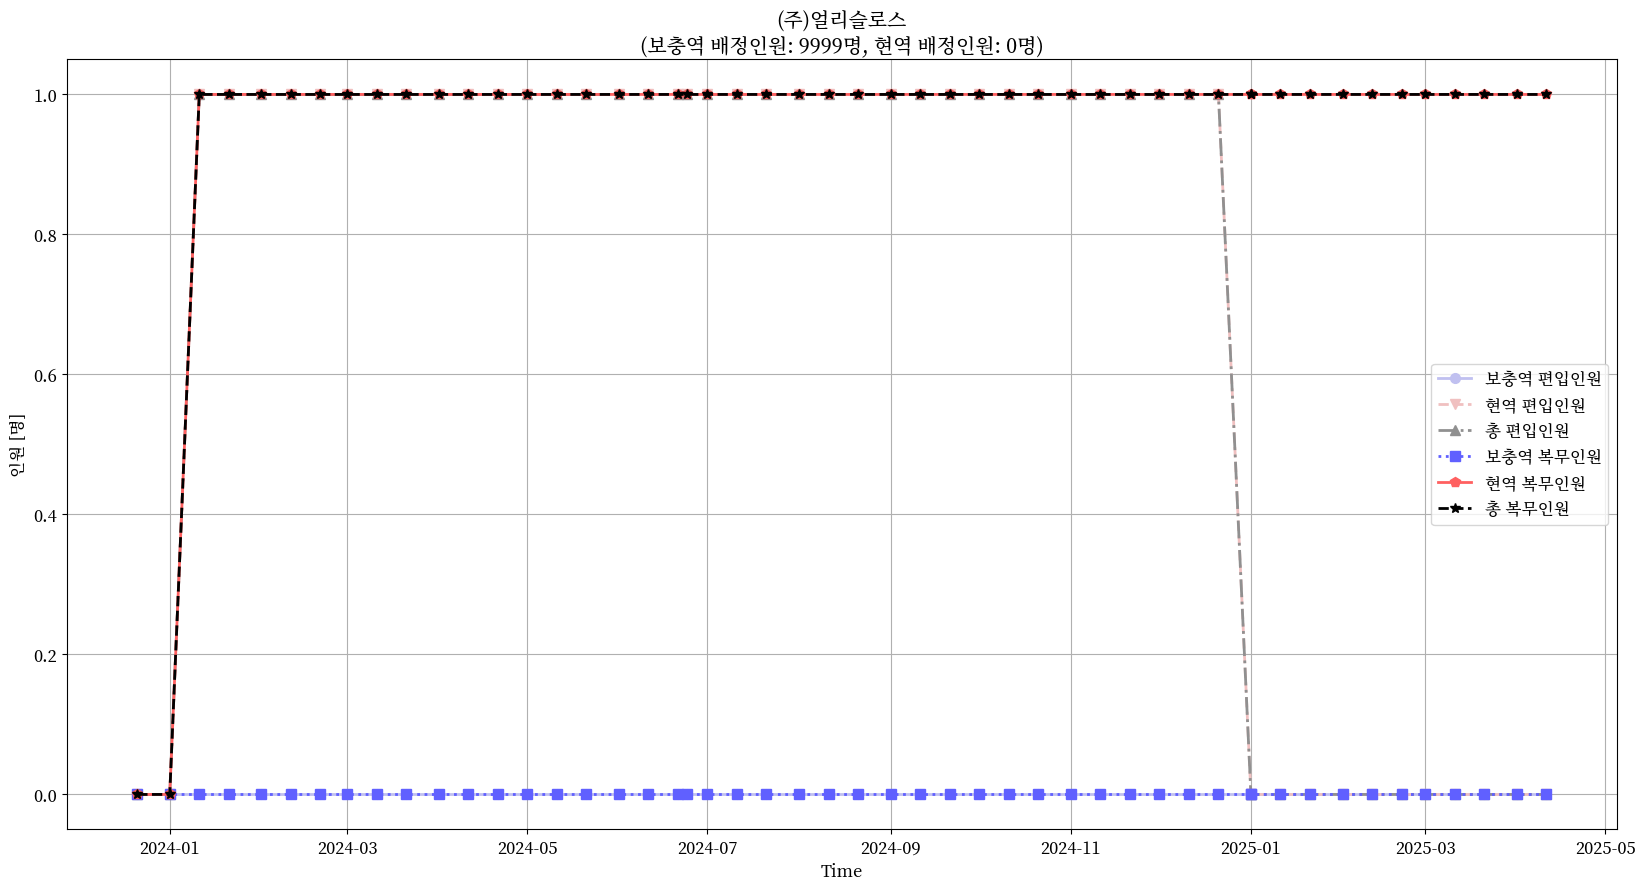 (주)얼리슬로스
(보충역 배정인원: 9999명, 현역 배정인원: 0명)
1.0
0.8
0.6
0.4
0.2
0.0
인원 [명]
보충역 편입인원
현역 편입인원
총 편입인원
보충역 복무인원
현역 복무인원
총 복무인원
2024-01 2024-03 2024-05 2024-07 2024-09 2024-11 2025-01 2025-03 2025-05
Time